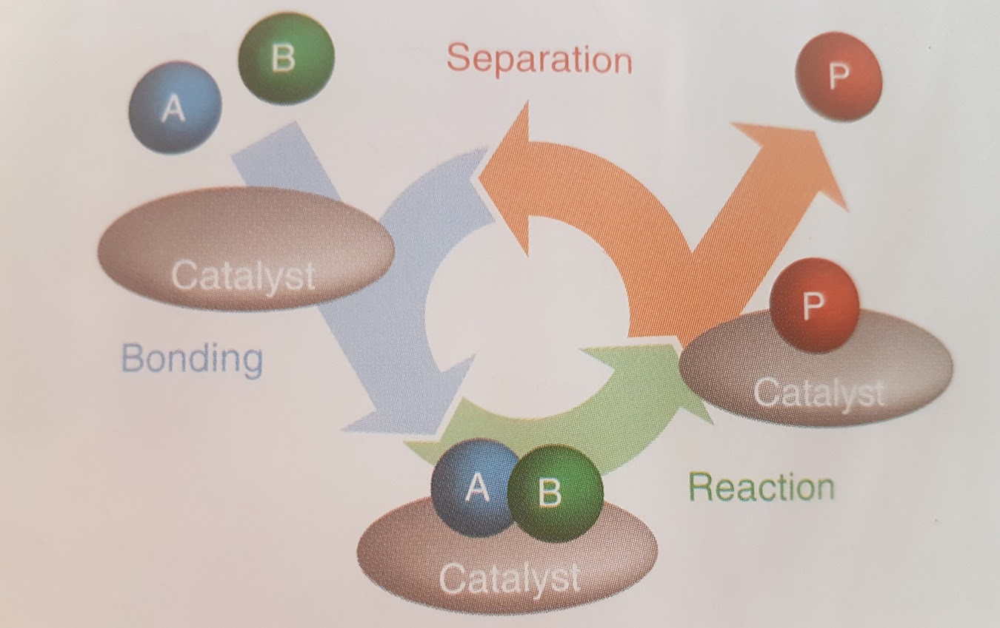 A
B
Separation
P
Catalyst
Bonding
P
Catalyst
A
B
Reaction
Catalyst